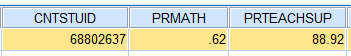 CNTSTUID PRMATH PRTEACHSUP
68802637 .62 88.92